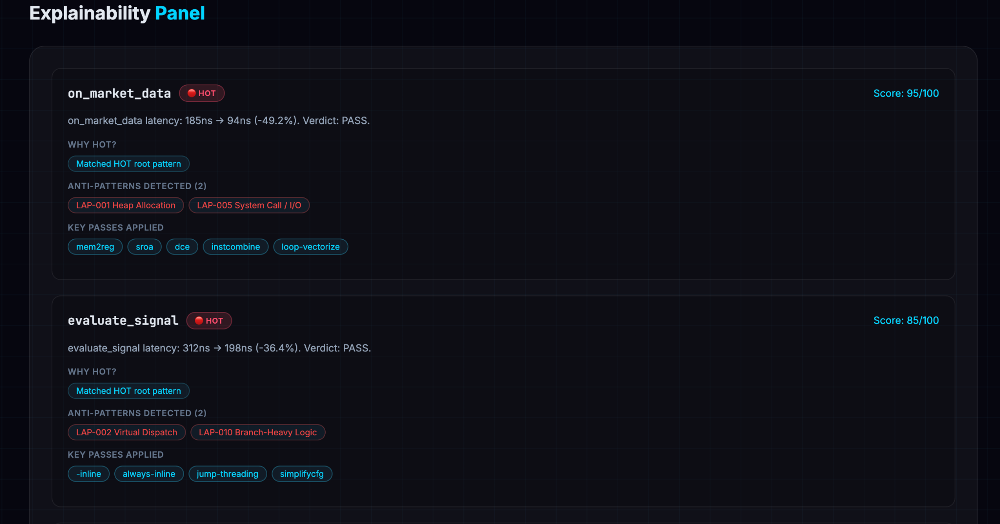 Explainability Panel
on_market_data 🔴 HOT Score: 95/100
on_market_data latency: 185ns → 94ns (-49.2%). Verdict: PASS.
WHY HOT?
Matched HOT root pattern
ANTI-PATTERNS DETECTED (2)
LAP-001 Heap Allocation LAP-005 System Call / I/O
KEY PASSES APPLIED
mem2reg sroa dce instcombine loop-vectorize
evaluate_signal 🔴 HOT Score: 85/100
evaluate_signal latency: 312ns → 198ns (-36.4%). Verdict: PASS.
WHY HOT?
Matched HOT root pattern
ANTI-PATTERNS DETECTED (2)
LAP-002 Virtual Dispatch LAP-010 Branch-Heavy Logic
KEY PASSES APPLIED
-inline always-inline jump-threading simplifycfg